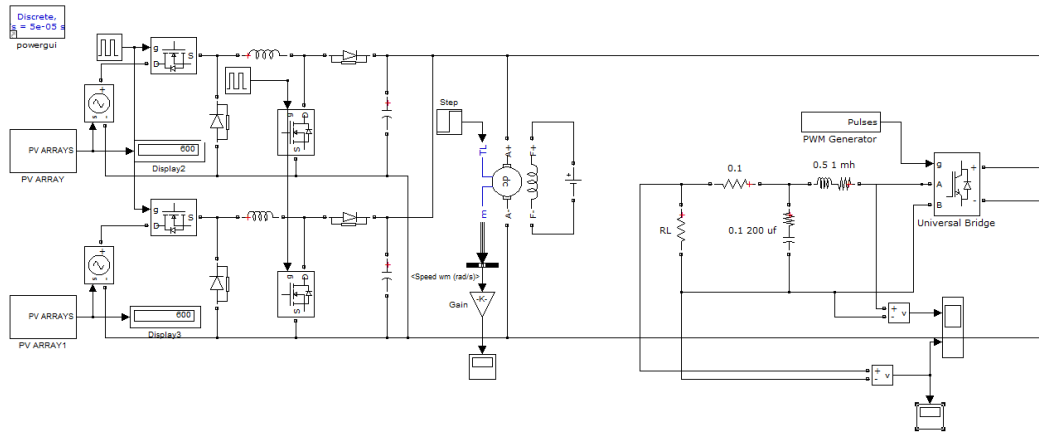 Discrete,
s = 5e-05 s
powergui
g
D
S
s
-
+
PV ARRAYS
PV ARRAY
600
Display2
g
D
S
s
-
+
PV ARRAYS
PV ARRAY1
600
Display3
g
D
S
g
D
S
Step
TL
m
A+
dc
A-
F+
F-
+
<Speed wm (rad/s)>
-K-
Gain
RL
0.1
0.1 200 uf
0.5 1 mh
Pulses
PWM Generator
g
A
B
+
-
Universal Bridge
+
-
v
+
-
v